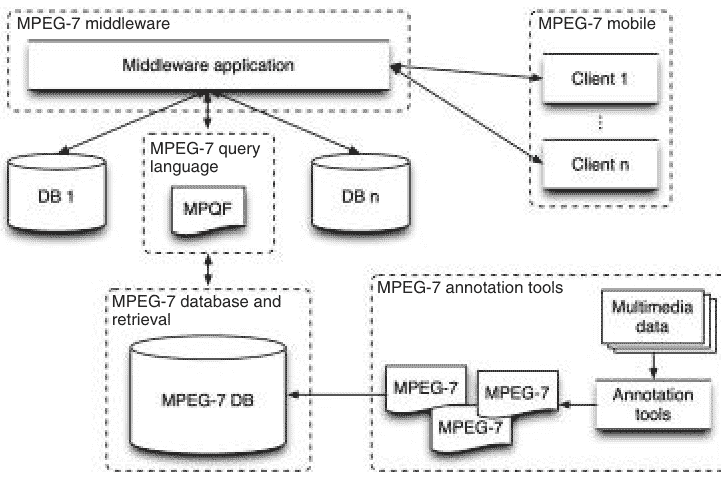 MPEG-7 middleware
Middleware application
MPEG-7 mobile
Client 1
⋮
Client n
DB 1
MPEG-7 query
language
MPQF
DB n
MPEG-7 database and
retrieval
MPEG-7 DB
MPEG-7 annotation tools
Multimedia
data
Annotation
tools
MPEG-7
MPEG-7
MPEG-7